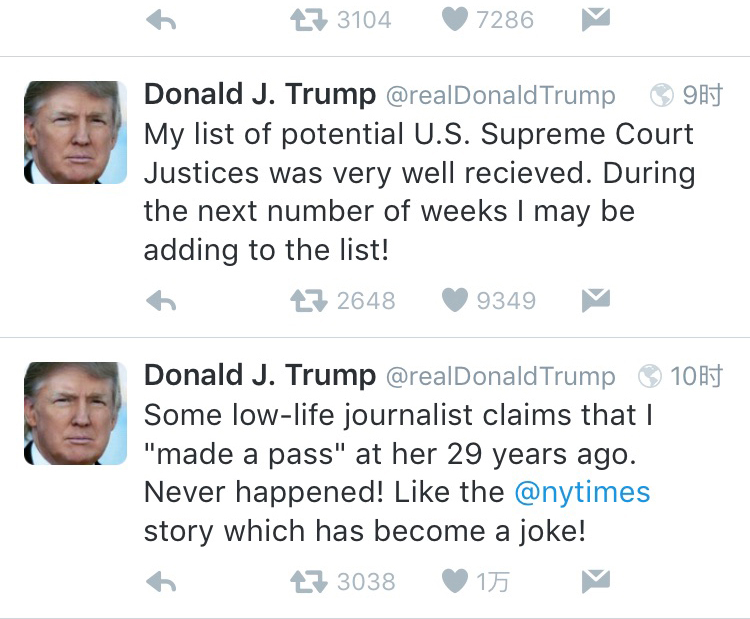 3104 7286
Donald J. Trump @realDonaldTrump 9时
My list of potential U.S. Supreme Court
Justices was very well recieved. During
the next number of weeks I may be
adding to the list!
2648 9349
Donald J. Trump @realDonaldTrump 10时
Some low-life journalist claims that I
"made a pass" at her 29 years ago.
Never happened! Like the @nytimes
story which has become a joke!
3038 1万